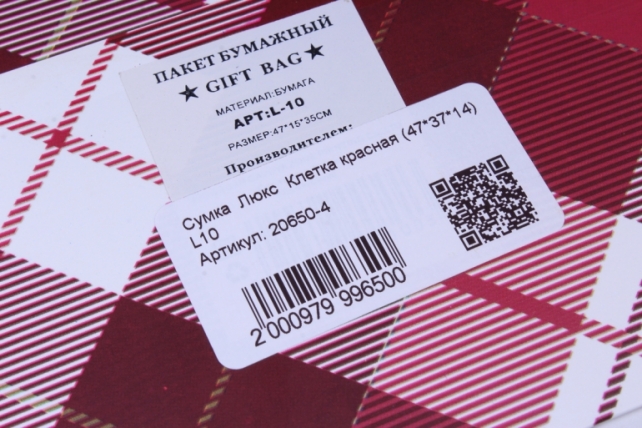 ПАКЕТ БУМАЖНЫЙ
★ GIFT BAG ★
МАТЕРИАЛ:БУМАГА
АРТ:L-10
РАЗМЕР:47*15*35СМ
Производителем:
Сумка Люкс Клетка красная (47*37*14)
L10
Артикул: 20650-4
2 000979 996500